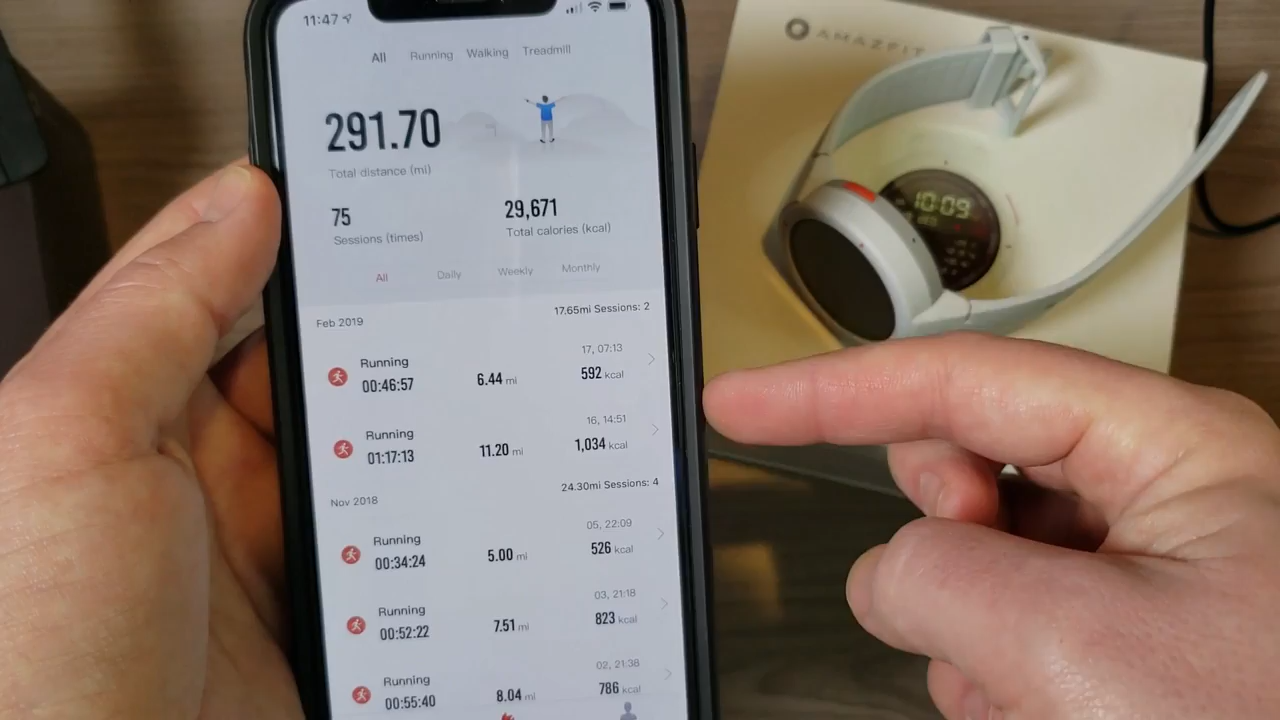 11:47
All Running Walking Treadmill
291.70
Total distance (mi)
75
Sessions (times)
29,671
Total calories (kcal)
All Daily Weekly Monthly
Feb 2019 17.65mi Sessions: 2
Running 17, 07:13
00:46:57 6.44 mi 592 kcal
Running 16, 14:51
01:17:13 11.20 mi 1,034 kcal
Nov 2018 24.30mi Sessions: 4
Running 05, 22:09
00:34:24 5.00 mi 526 kcal
Running 03, 21:18
00:52:22 7.51 mi 823 kcal
Running 02, 21:38
00:55:40 8.04 mi 786 kcal
AMAZFIT
10:09